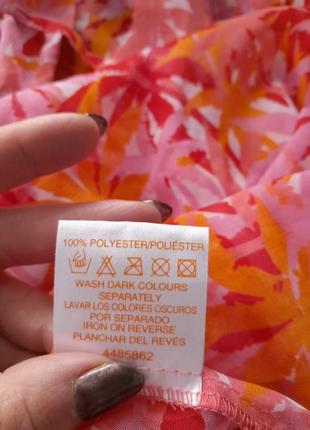 100% POLYESTER/POLIÉSTER
WASH DARK COLOURS
SEPARATELY
LAVAR LOS COLORES OSCUROS
POR SEPARADO
IRON ON REVERSE
PLANCHAR DEL REVÉS
4485862